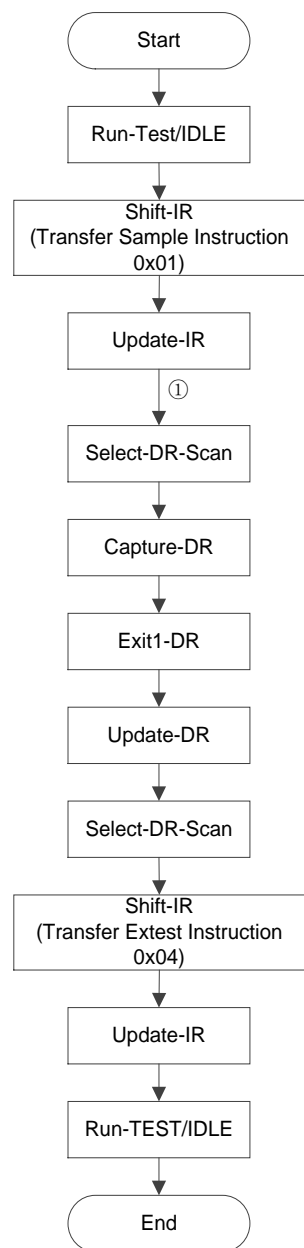 Start
Run-Test/IDLE
Shift-IR
(Transfer Sample Instruction
0x01)
Update-IR
①
Select-DR-Scan
Capture-DR
Exit1-DR
Update-DR
Select-DR-Scan
Shift-IR
(Transfer Extest Instruction
0x04)
Update-IR
Run-TEST/IDLE
End